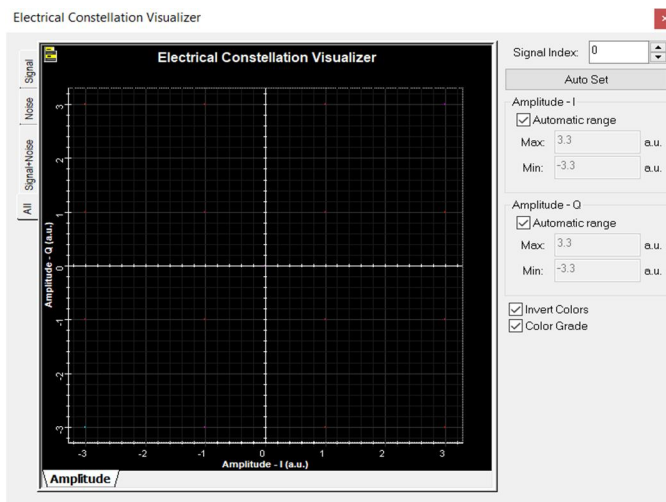 Electrical Constellation Visualizer
Signal
Noise
Signal+Noise
All
Electrical Constellation Visualizer
Amplitude - Q (a.u.)
3
2
1
0
-1
-2
-3
-3 -2 -1 0 1 2 3
Amplitude - I (a.u.)
Amplitude
Signal Index: 0
Auto Set
Amplitude - I
Automatic range
Max: 3.3 a.u.
Min: -3.3 a.u.
Amplitude - Q
Automatic range
Max: 3.3 a.u.
Min: -3.3 a.u.
Invert Colors
Color Grade